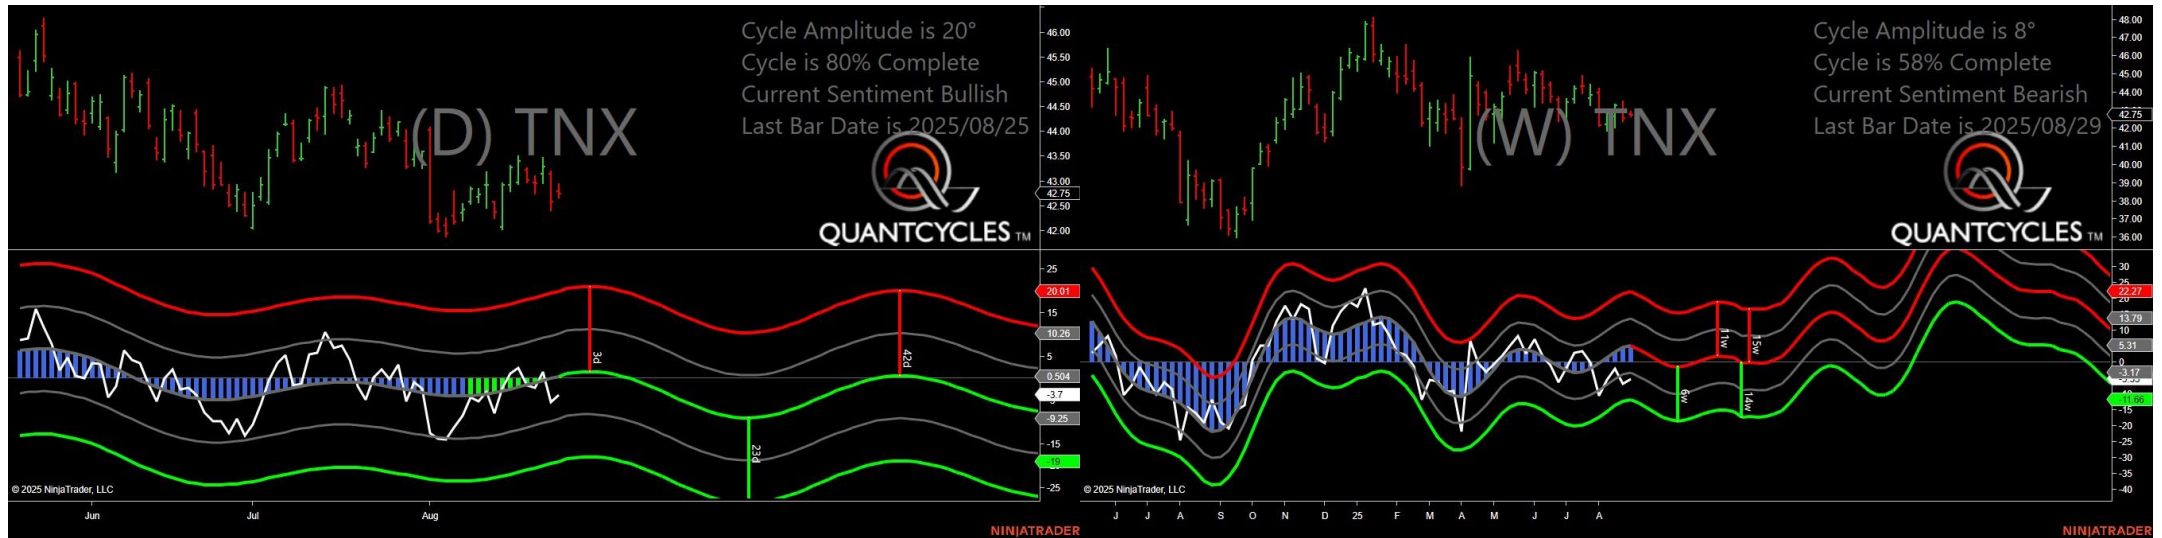 Cycle Amplitude is 20°
Cycle is 80% Complete
Current Sentiment Bullish
Last Bar Date is 2025/08/25
(D) TNX
QUANTCYCLES TM
46.00
45.50
45.00
44.50
44.00
43.50
43.00
42.75
42.50
42.00
25
20.01
15
10.26
5
0.504
-3.7
-9.25
-15
-19
-25
3d
23d
42d
© 2025 NinjaTrader, LLC
Jun
Jul
Aug
NINJATRADER
Cycle Amplitude is 8°
Cycle is 58% Complete
Current Sentiment Bearish
Last Bar Date is 2025/08/29
(W) TNX
QUANTCYCLES TM
48.00
47.00
46.00
45.00
44.00
42.75
42.00
41.00
40.00
39.00
38.00
37.00
36.00
30
22.27
13.79
10
5.31
0
-3.17
-11.66
-15
-20
-25
-30
-35
-40
11w
15w
6w
14w
© 2025 NinjaTrader, LLC
J
J
A
S
O
N
D
25
F
M
A
M
J
J
A
NINJATRADER